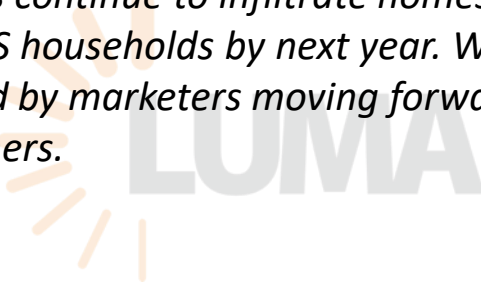 continue to infiltrate homes
households by next year. W
by marketers moving forwa
ers.
LUMA